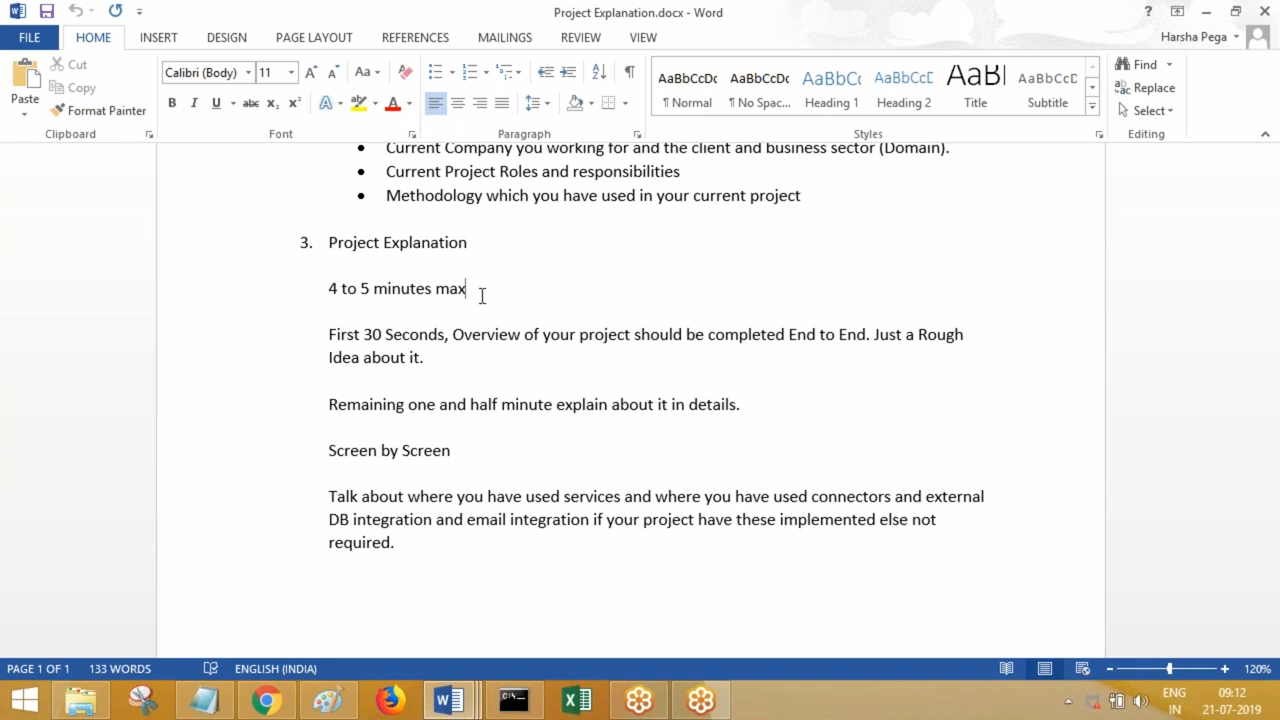 Project Explanation.docx - Word
FILE HOME INSERT DESIGN PAGE LAYOUT REFERENCES MAILINGS REVIEW VIEW Harsha Pega
Paste Cut Copy Format Painter Clipboard
Calibri (Body) 11 Font
Paragraph
AaBbCcDc AaBbCcDc AaBbCc AaBbCcD AaB AaBbCcD
¶ Normal ¶ No Spac... Heading 1 Heading 2 Title Subtitle
Styles
Find Replace Select Editing
• Current Company you working for and the client and business sector (Domain).
• Current Project Roles and responsibilities
• Methodology which you have used in your current project
3. Project Explanation
4 to 5 minutes max
First 30 Seconds, Overview of your project should be completed End to End. Just a Rough
Idea about it.
Remaining one and half minute explain about it in details.
Screen by Screen
Talk about where you have used services and where you have used connectors and external
DB integration and email integration if your project have these implemented else not
required.
PAGE 1 OF 1 133 WORDS ENGLISH (INDIA) 120%
ENG 09:12
IN 21-07-2019